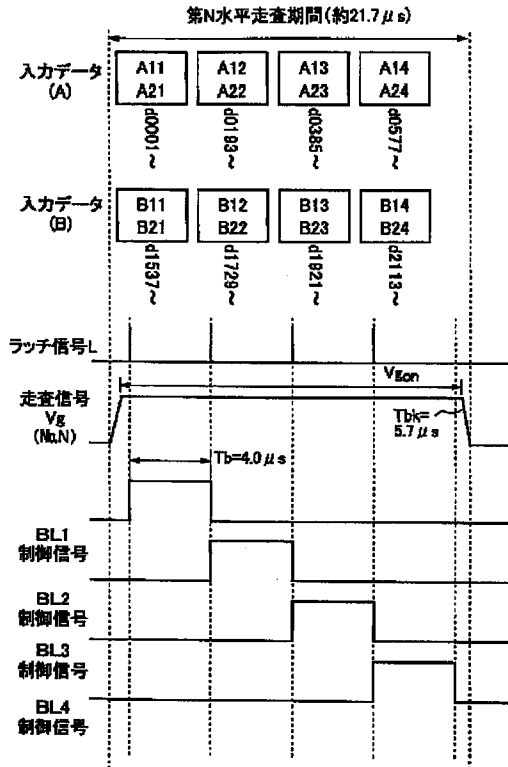 第N水平走査期間(約21.7μs)
入力データ
(A)
A11
A21
A12
A22
A13
A23
A14
A24
d0001~
d0193~
d0385~
d0577~
入力データ
(B)
B11
B21
B12
B22
B13
B23
B14
B24
d1537~
d1729~
d1921~
d2113~
ラッチ信号L
Vgon
走査信号
Vg
(No,N)
Tbk=
5.7μs
Tb=4.0μs
BL1
制御信号
BL2
制御信号
BL3
制御信号
BL4
制御信号